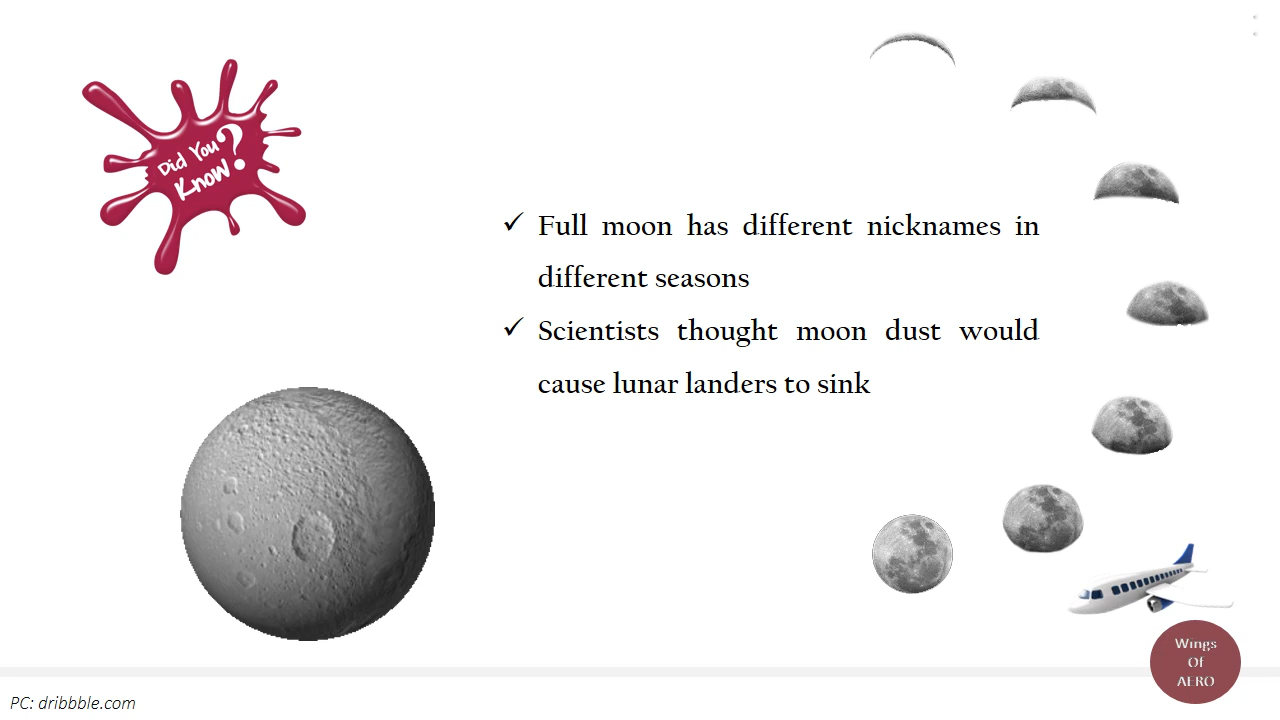 Did You
Know?
✓ Full moon has different nicknames in
different seasons
✓ Scientists thought moon dust would
cause lunar landers to sink
Wings
Of
AERO
PC: dribbble.com